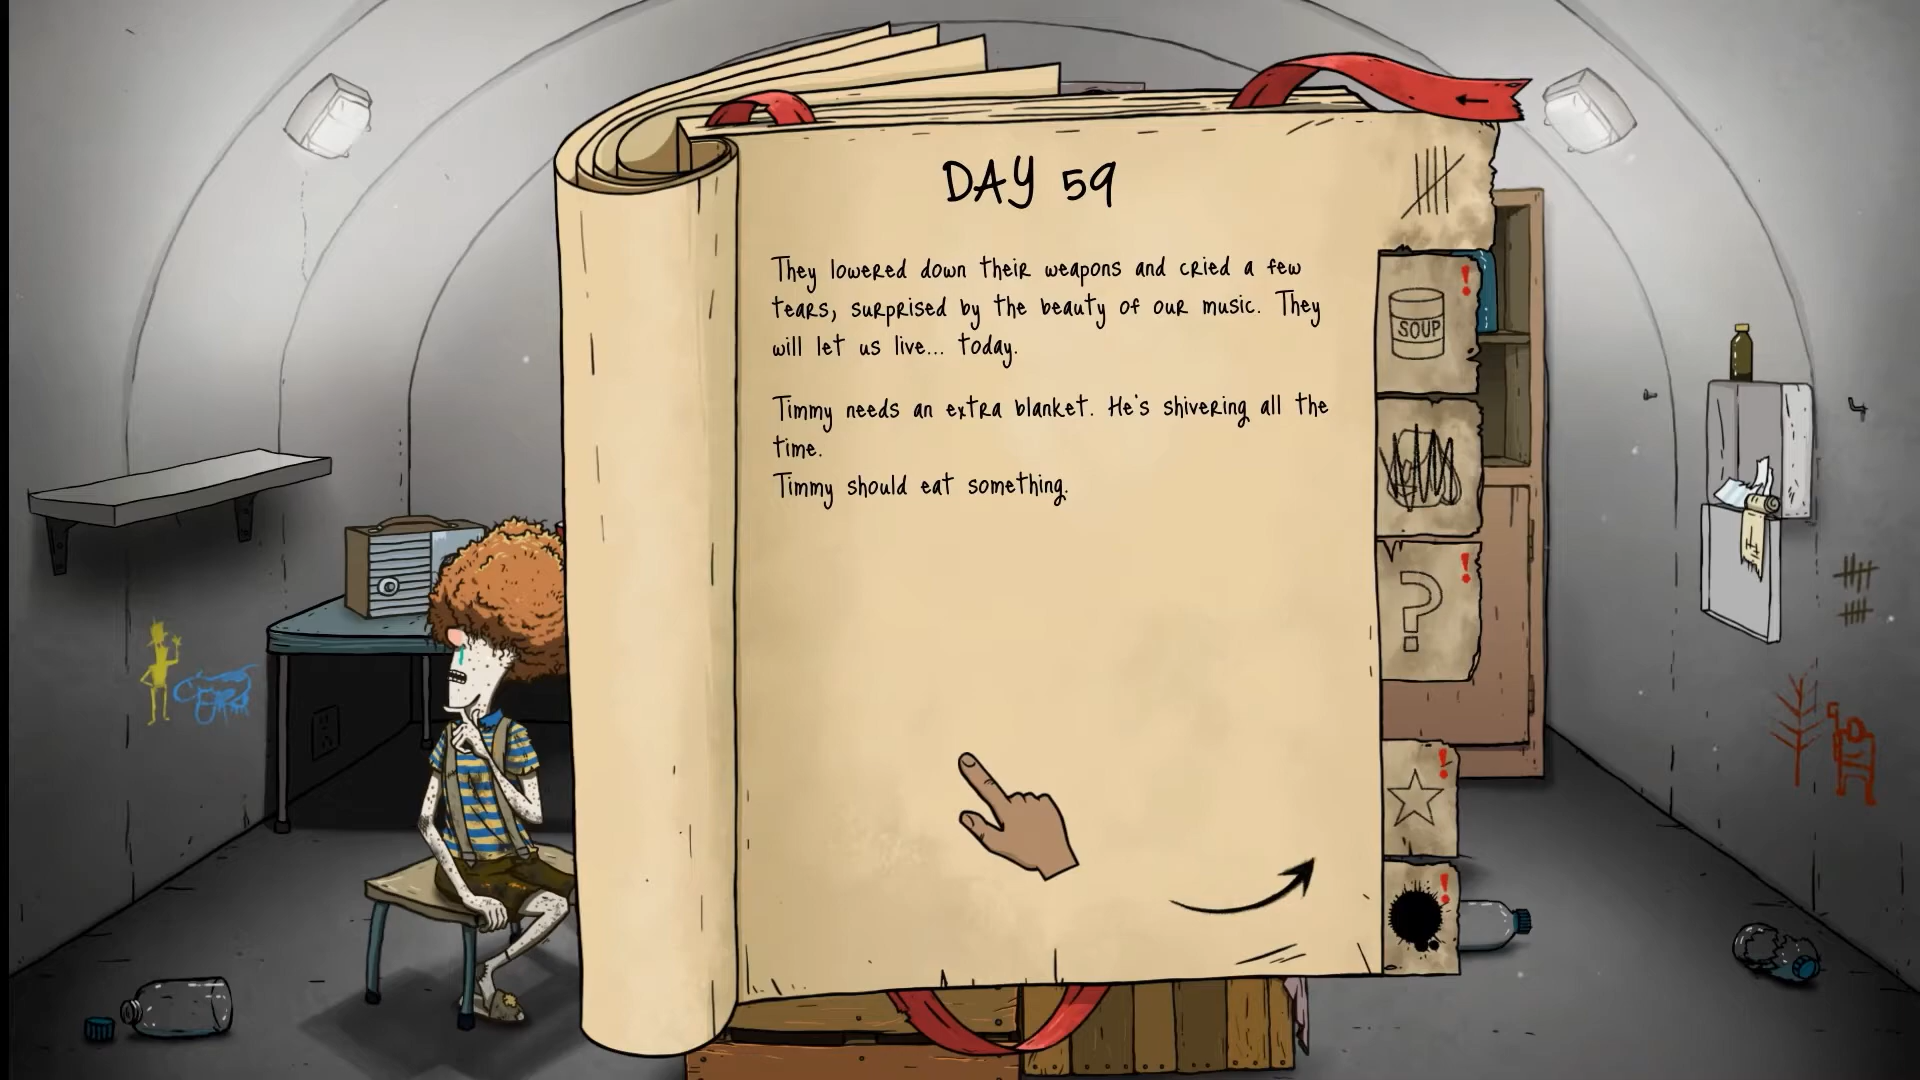 DAY 59
They lowered down their weapons and cried a few
tears, surprised by the beauty of our music. They
will let us live... today.
Timmy needs an extra blanket. He's shivering all the
time.
Timmy should eat something.
!
SOUP
!
?
!
!